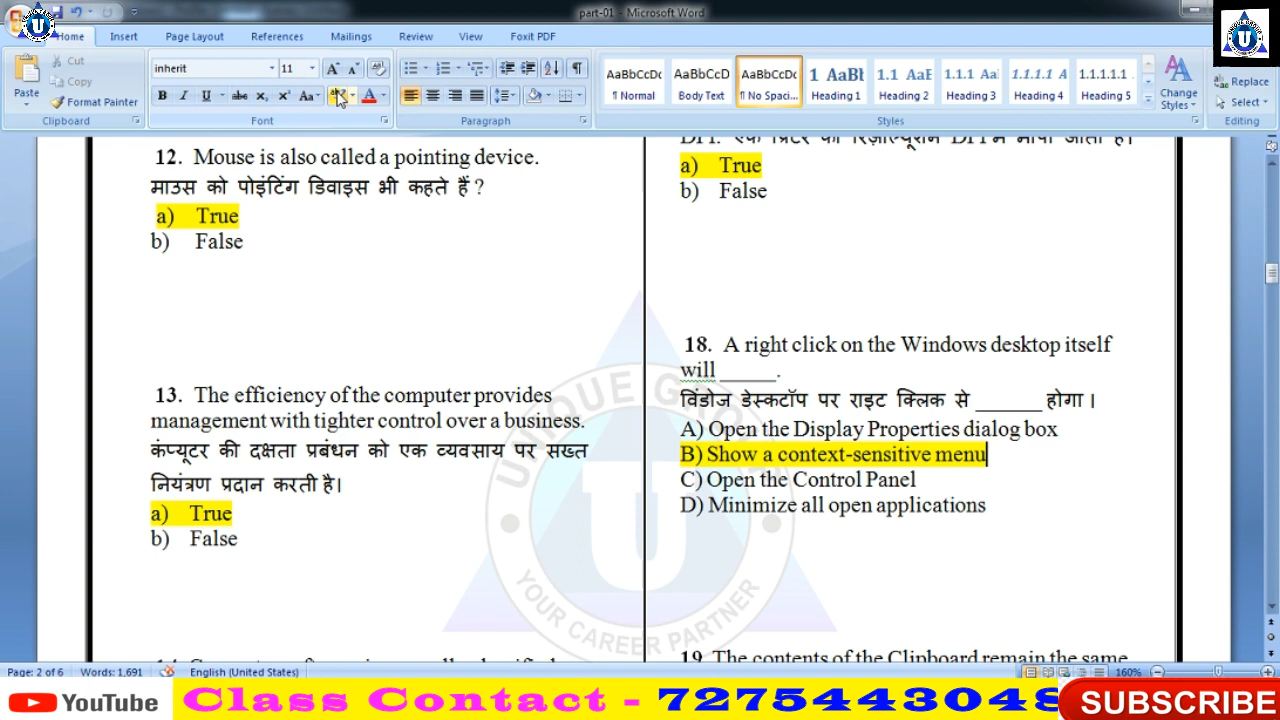 part-01 - Microsoft Word
Home Insert Page Layout References Mailings Review View Foxit PDF
Paste Cut Copy Format Painter
Clipboard
inherit 11
Font
Paragraph
AaBbCcDc AaBbCcD AaBbCcDc 1 AaBb 1.1 AaB 1.1.1 Aa 1.1.1.1 A 1.1.1.1.1
¶ Normal Body Text ¶ No Spaci... Heading 1 Heading 2 Heading 3 Heading 4 Heading 5
Styles
Change Styles
Replace
Select
Editing
12. Mouse is also called a pointing device.
माउस को पोइंटिंग डिवाइस भी कहते हैं ?
a) True
b) False
13. The efficiency of the computer provides
management with tighter control over a business.
कंप्यूटर की दक्षता प्रबंधन को एक व्यवसाय पर सख्त
नियंत्रण प्रदान करती है।
a) True
b) False
a) True
b) False
18. A right click on the Windows desktop itself
will _____.
विंडोज डेस्कटॉप पर राइट क्लिक से ______ होगा ।
A) Open the Display Properties dialog box
B) Show a context-sensitive menu
C) Open the Control Panel
D) Minimize all open applications
19. The contents of the Clipboard remain the same
UNIQUE GROUP
YOUR CAREER PARTNER
Page: 2 of 6 Words: 1,691 English (United States) 160%
YouTube Class Contact - 7275443048 SUBSCRIBE